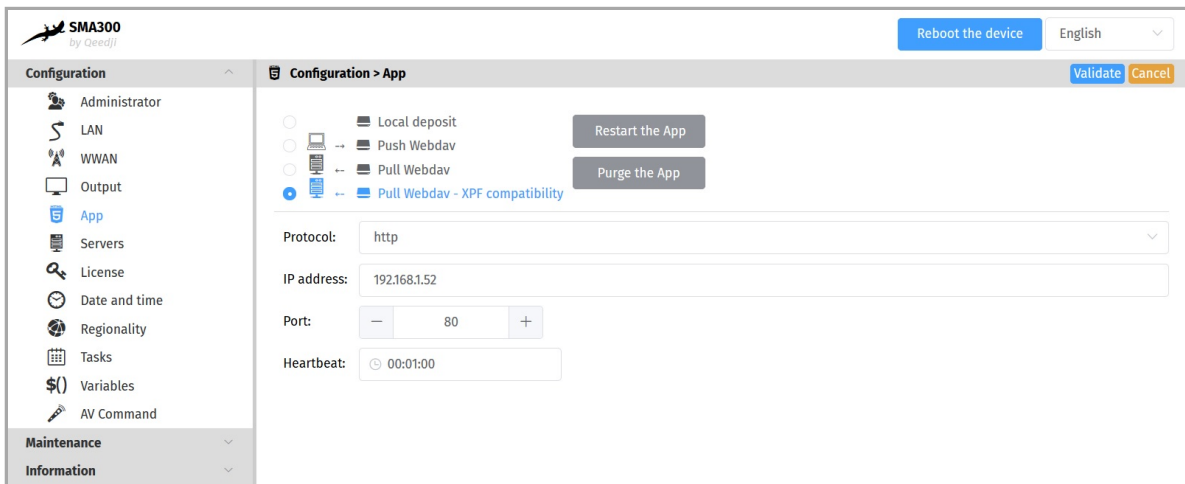 SMA300
by Qeedji
Reboot the device
English
Configuration
Configuration > App
Validate
Cancel
Administrator
LAN
WWAN
Output
App
Servers
License
Date and time
Regionality
Tasks
$() Variables
AV Command
Maintenance
Information
Local deposit
Push Webdav
Pull Webdav
Pull Webdav - XPF compatibility
Restart the App
Purge the App
Protocol: http
IP address: 192.168.1.52
Port: − 80 +
Heartbeat: 00:01:00